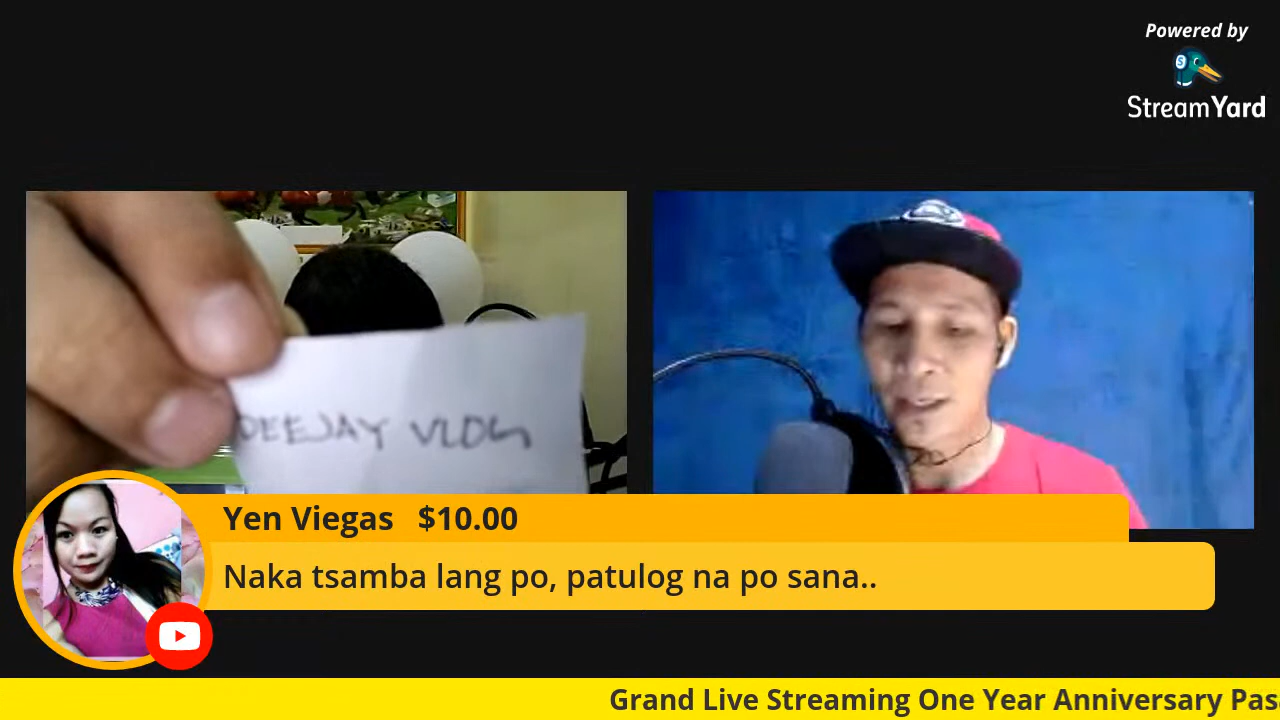 Powered by
StreamYard
DEEJAY VLOG
Yen Viegas $10.00
Naka tsamba lang po, patulog na po sana..
Grand Live Streaming One Year Anniversary Pas